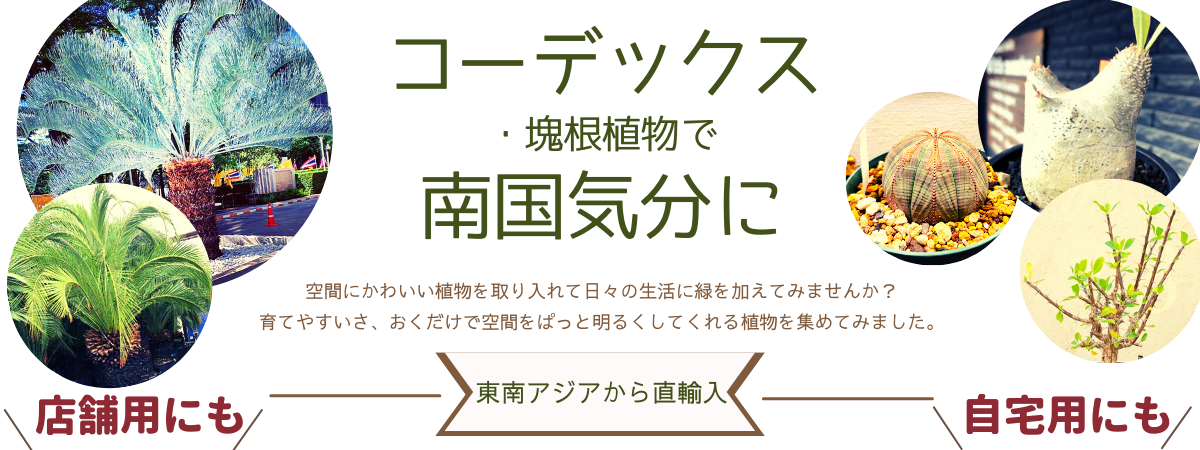 コーデックス
・塊根植物で
南国気分に
空間にかわいい植物を取り入れて日々の生活に緑を加えてみませんか？
育てやすいさ、おくだけで空間をぱっと明るくしてくれる植物を集めてみました。
東南アジアから直輸入
店舗用にも
自宅用にも